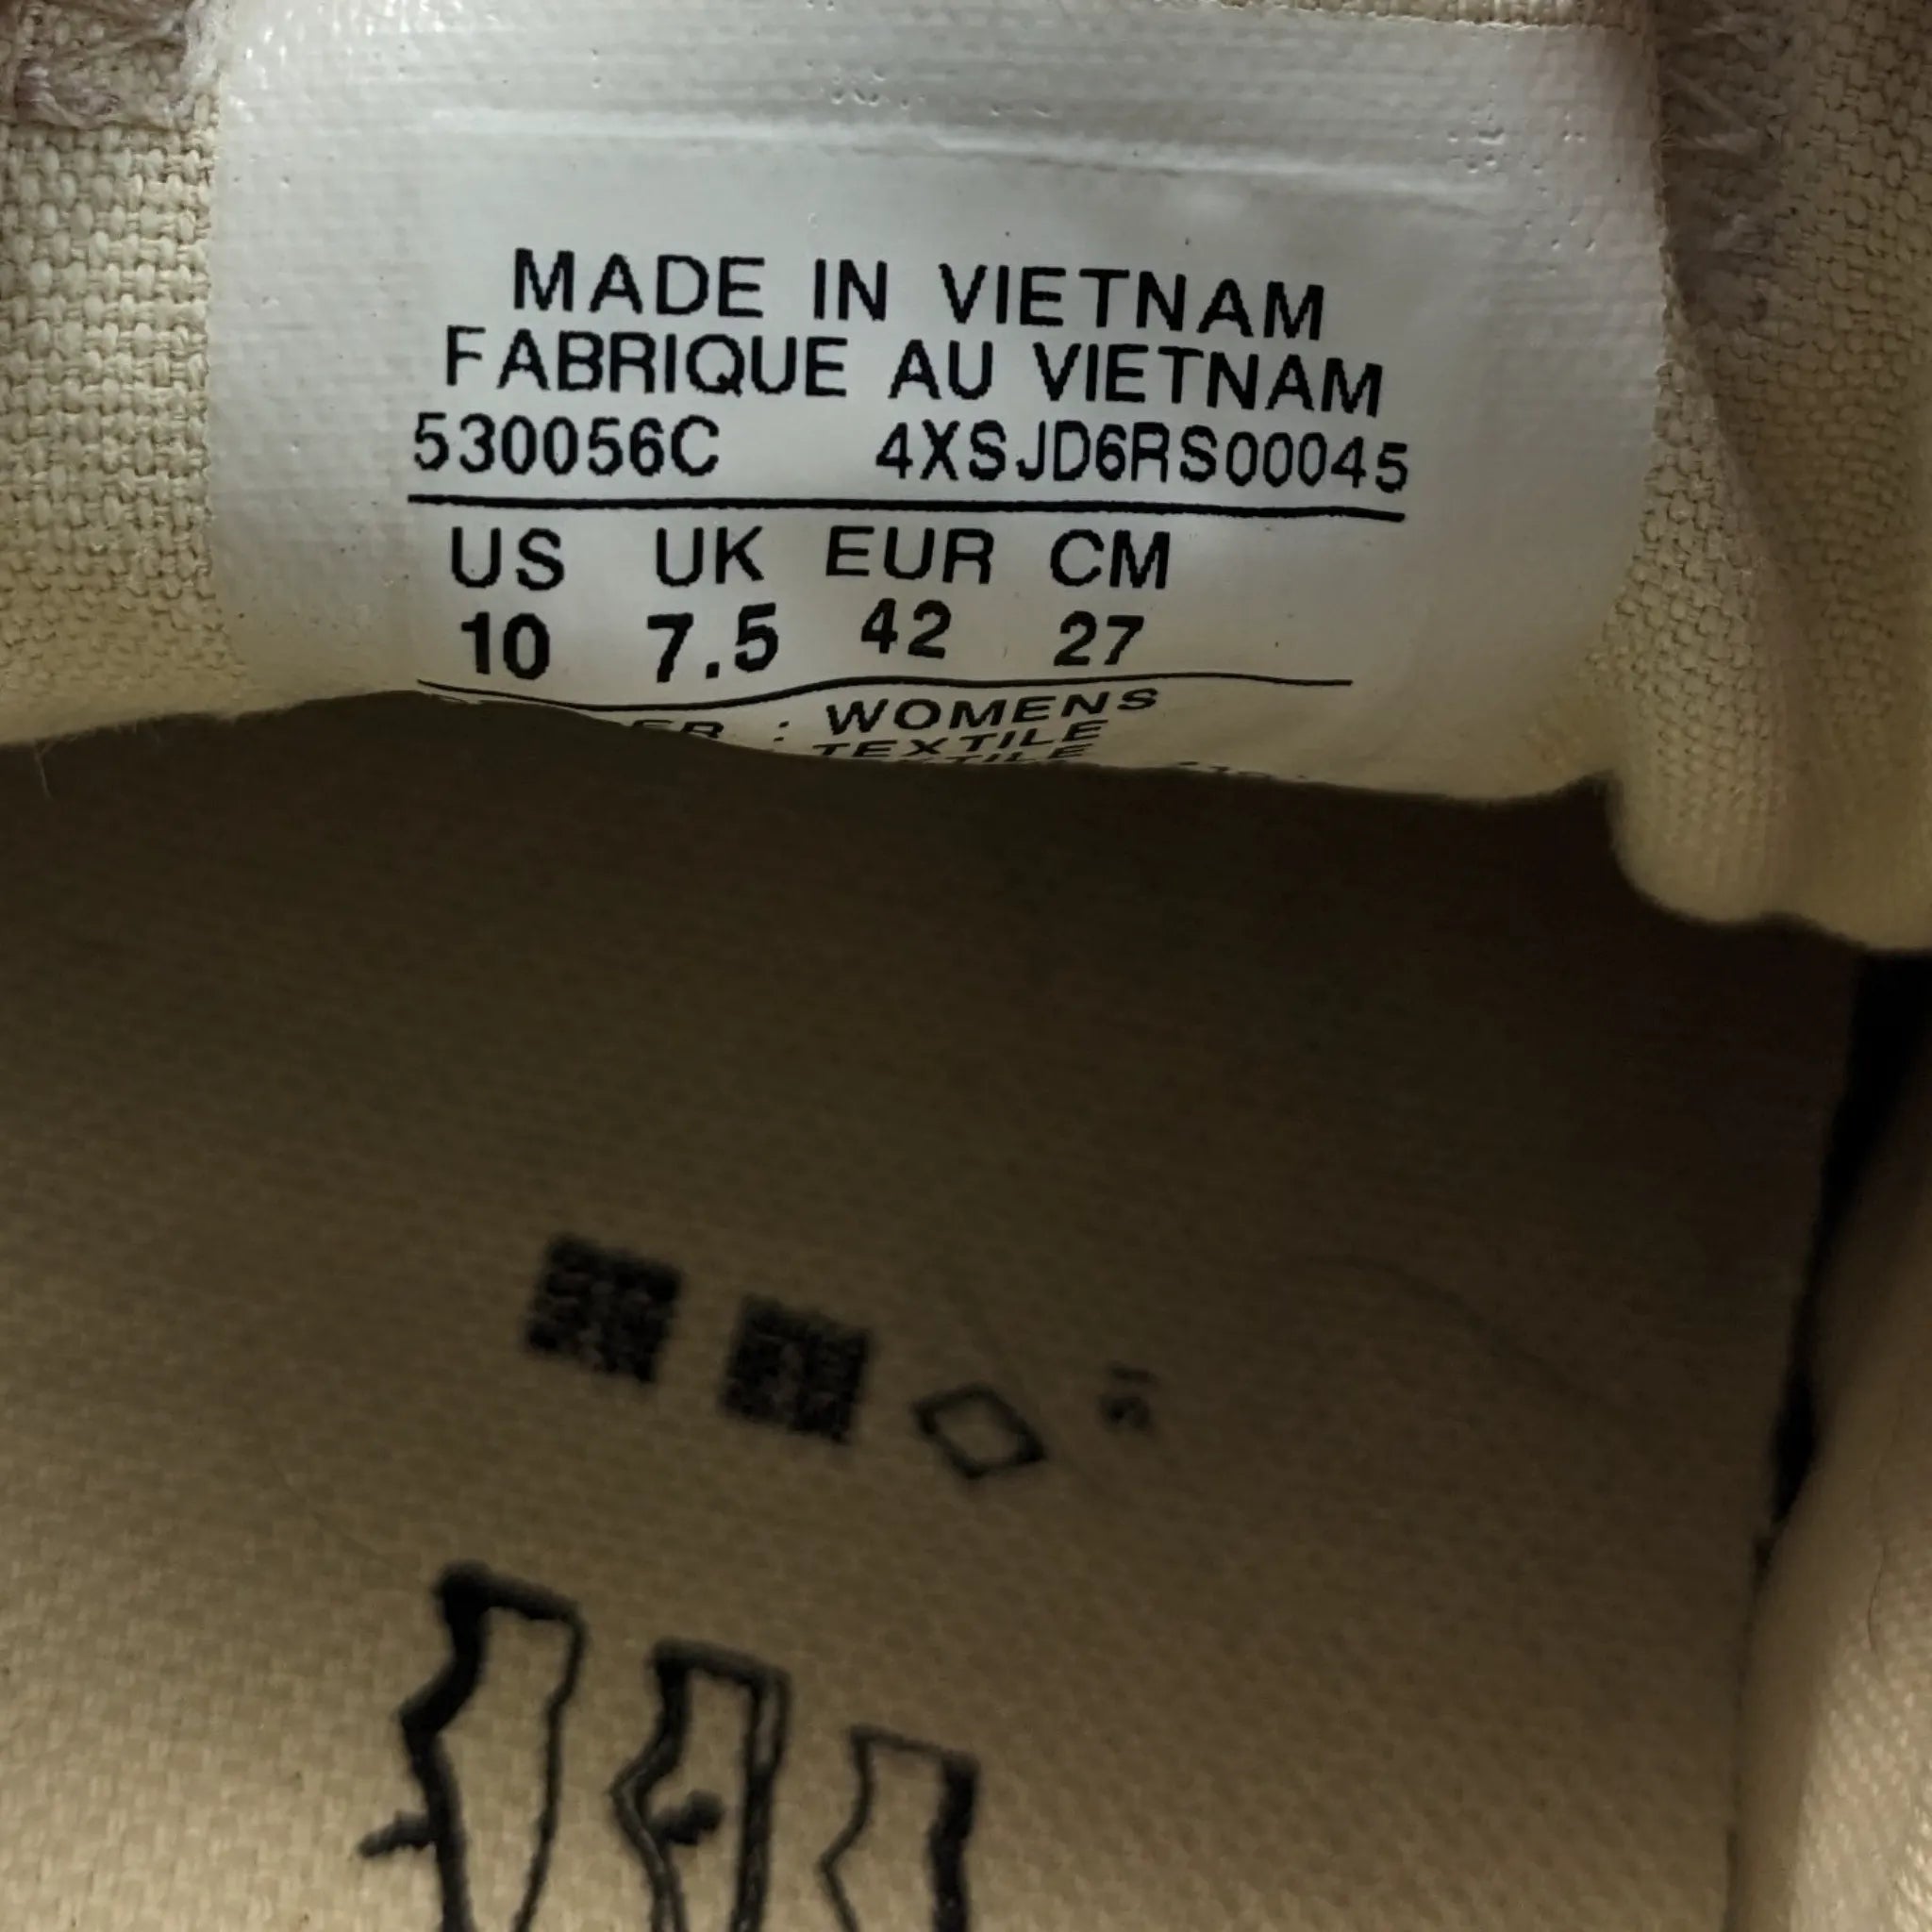 MADE IN VIETNAM
FABRIQUE AU VIETNAM
530056C 4XSJD6RS00045
US UK EUR CM
10 7.5 42 27
: WOMENS
TEXTILE